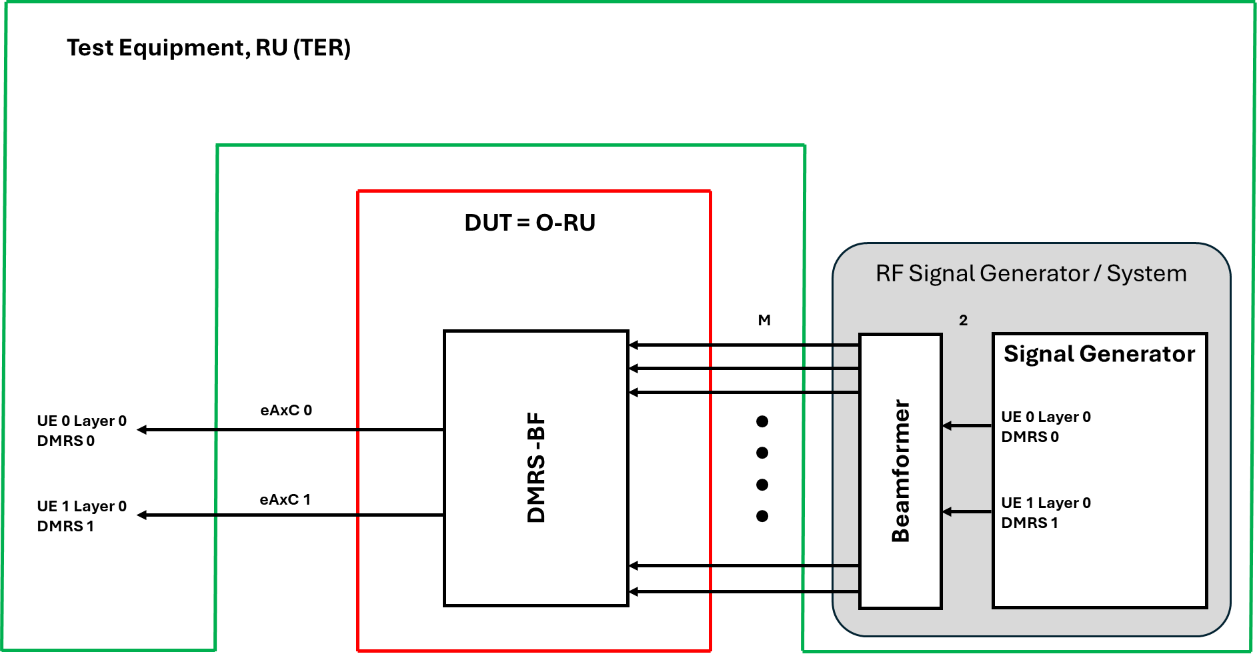 Test Equipment, RU (TER)
DUT = O-RU
RF Signal Generator / System
M
2
Signal Generator
eAxC 0
UE 0 Layer 0
DMRS 0
eAxC 1
UE 1 Layer 0
DMRS 1
DMRS -BF
Beamformer
UE 0 Layer 0
DMRS 0
UE 1 Layer 0
DMRS 1